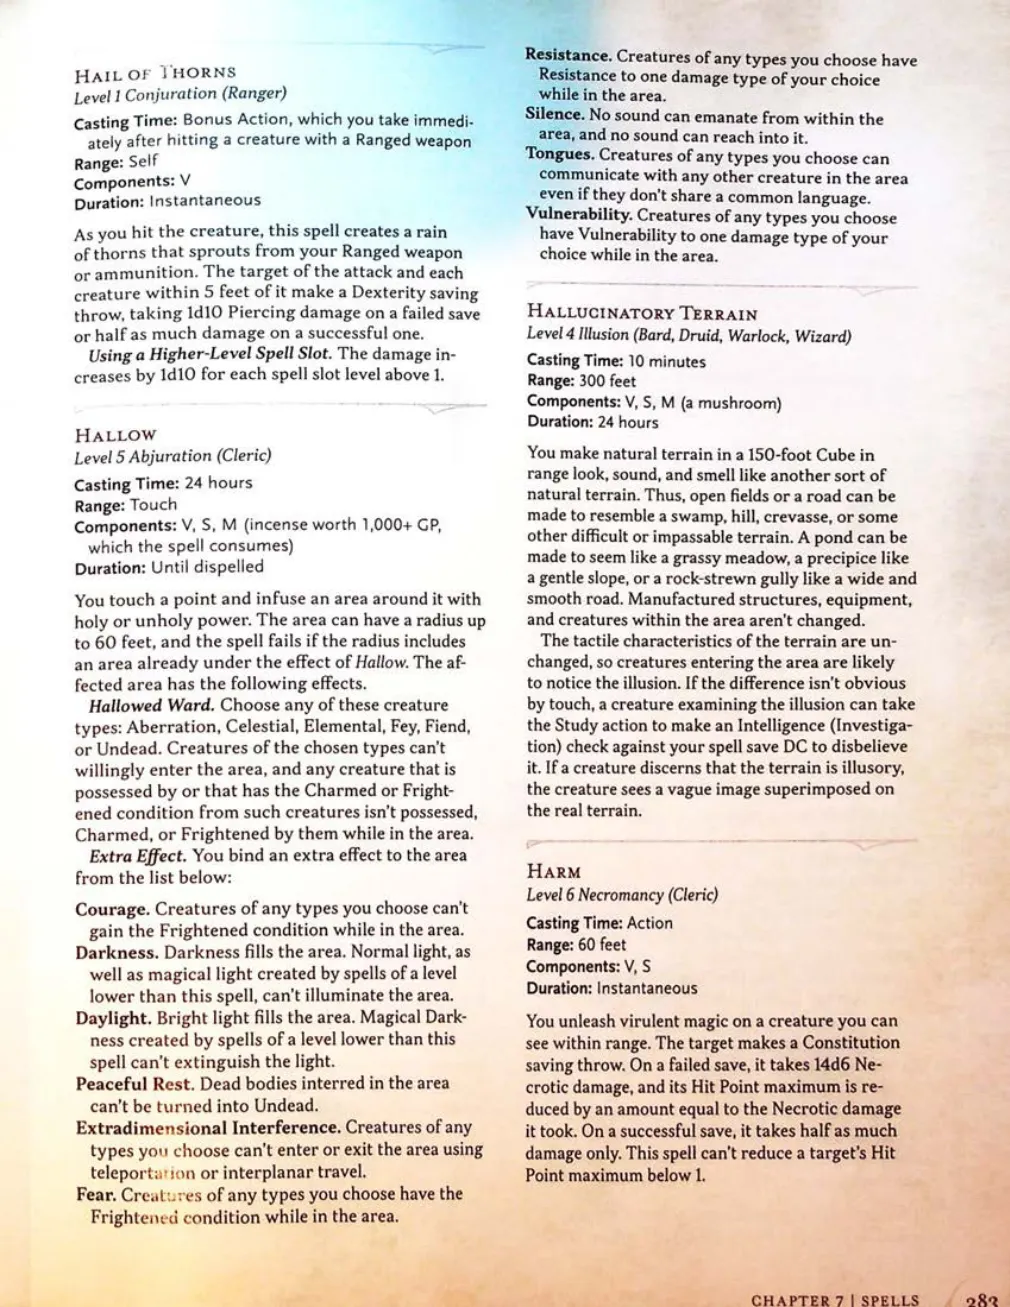 HAIL OF THORNS
Level 1 Conjuration (Ranger)
Casting Time: Bonus Action, which you take immedi-
ately after hitting a creature with a Ranged weapon
Range: Self
Components: V
Duration: Instantaneous
As you hit the creature, this spell creates a rain
of thorns that sprouts from your Ranged weapon
or ammunition. The target of the attack and each
creature within 5 feet of it make a Dexterity saving
throw, taking 1d10 Piercing damage on a failed save
or half as much damage on a successful one.
Using a Higher-Level Spell Slot. The damage in-
creases by 1d10 for each spell slot level above 1.
HALLOW
Level 5 Abjuration (Cleric)
Casting Time: 24 hours
Range: Touch
Components: V, S, M (incense worth 1,000+ GP,
which the spell consumes)
Duration: Until dispelled
You touch a point and infuse an area around it with
holy or unholy power. The area can have a radius up
to 60 feet, and the spell fails if the radius includes
an area already under the effect of Hallow. The af-
fected area has the following effects.
Hallowed Ward. Choose any of these creature
types: Aberration, Celestial, Elemental, Fey, Fiend,
or Undead. Creatures of the chosen types can't
willingly enter the area, and any creature that is
possessed by or that has the Charmed or Fright-
ened condition from such creatures isn't possessed,
Charmed, or Frightened by them while in the area.
Extra Effect. You bind an extra effect to the area
from the list below:
Courage. Creatures of any types you choose can't
gain the Frightened condition while in the area.
Darkness. Darkness fills the area. Normal light, as
well as magical light created by spells of a level
lower than this spell, can't illuminate the area.
Daylight. Bright light fills the area. Magical Dark-
ness created by spells of a level lower than this
spell can't extinguish the light.
Peaceful Rest. Dead bodies interred in the area
can't be turned into Undead.
Extradimensional Interference. Creatures of any
types you choose can't enter or exit the area using
teleportation or interplanar travel.
Fear. Creatures of any types you choose have the
Frightened condition while in the area.
Resistance. Creatures of any types you choose have
Resistance to one damage type of your choice
while in the area.
Silence. No sound can emanate from within the
area, and no sound can reach into it.
Tongues. Creatures of any types you choose can
communicate with any other creature in the area
even if they don't share a common language.
Vulnerability. Creatures of any types you choose
have Vulnerability to one damage type of your
choice while in the area.
HALLUCINATORY TERRAIN
Level 4 Illusion (Bard, Druid, Warlock, Wizard)
Casting Time: 10 minutes
Range: 300 feet
Components: V, S, M (a mushroom)
Duration: 24 hours
You make natural terrain in a 150-foot Cube in
range look, sound, and smell like another sort of
natural terrain. Thus, open fields or a road can be
made to resemble a swamp, hill, crevasse, or some
other difficult or impassable terrain. A pond can be
made to seem like a grassy meadow, a precipice like
a gentle slope, or a rock-strewn gully like a wide and
smooth road. Manufactured structures, equipment,
and creatures within the area aren't changed.
The tactile characteristics of the terrain are un-
changed, so creatures entering the area are likely
to notice the illusion. If the difference isn't obvious
by touch, a creature examining the illusion can take
the Study action to make an Intelligence (Investiga-
tion) check against your spell save DC to disbelieve
it. If a creature discerns that the terrain is illusory,
the creature sees a vague image superimposed on
the real terrain.
HARM
Level 6 Necromancy (Cleric)
Casting Time: Action
Range: 60 feet
Components: V, S
Duration: Instantaneous
You unleash virulent magic on a creature you can
see within range. The target makes a Constitution
saving throw. On a failed save, it takes 14d6 Ne-
crotic damage, and its Hit Point maximum is re-
duced by an amount equal to the Necrotic damage
it took. On a successful save, it takes half as much
damage only. This spell can't reduce a target's Hit
Point maximum below 1.
CHAPTER 7 | SPELLS 283